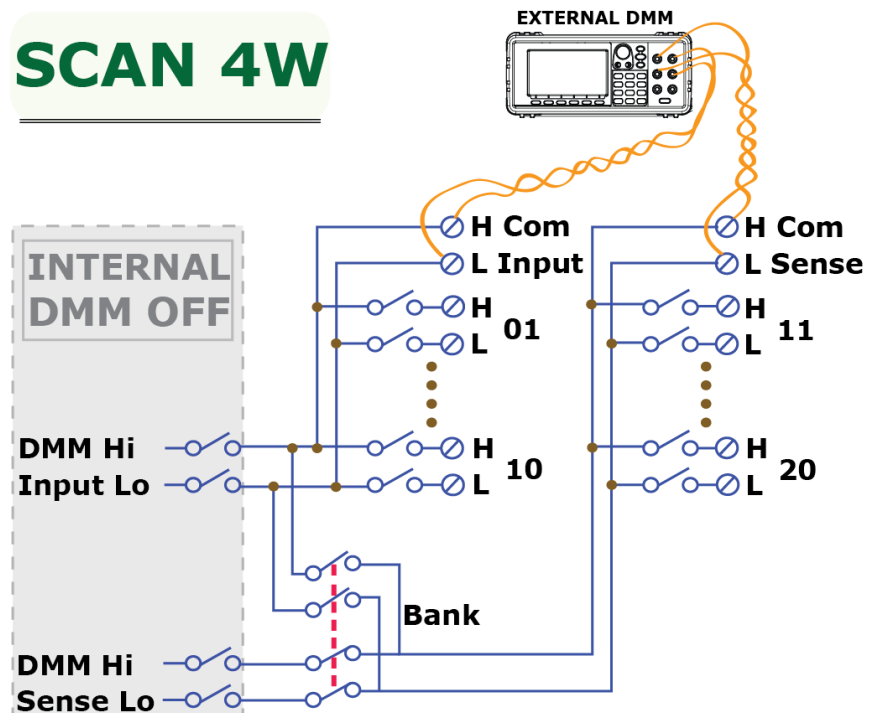 EXTERNAL DMM
SCAN 4W
H Com
H Com
L Input
L Sense
INTERNAL
DMM OFF
H
01
L
H
11
L
DMM Hi
Input Lo
H
10
L
H
20
L
Bank
DMM Hi
Sense Lo